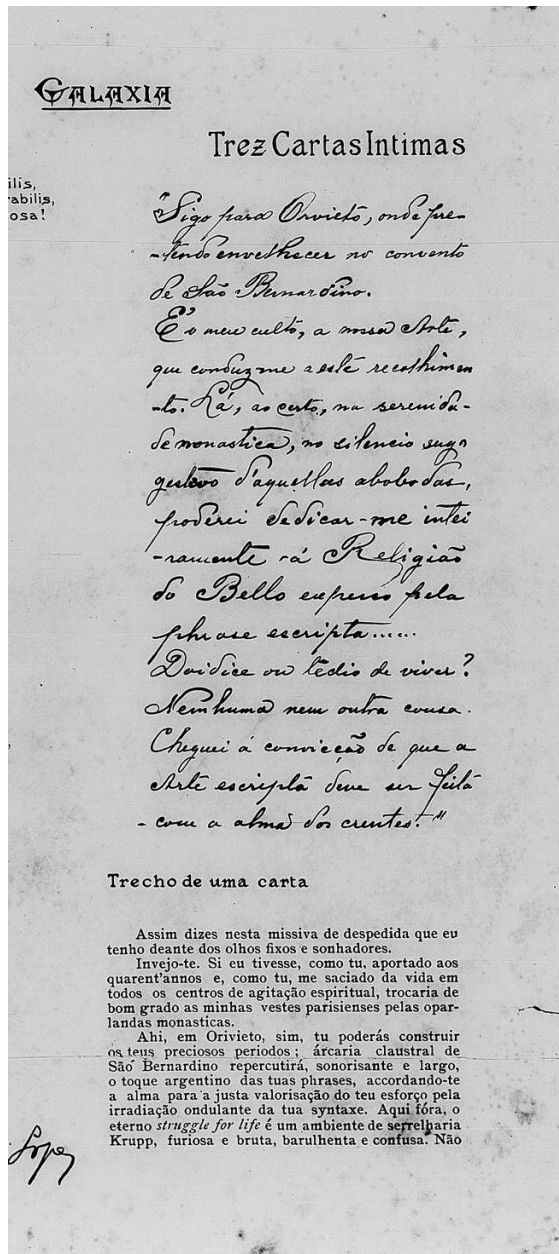 GALAXIA
Trez Cartas Intimas
ilis,
rabilis,
osa!
"Sigo para Orvieto, onde pre-
-tendo envelhecer no convento
de São Bernardino.
E' o meu culto, a nossa Arte,
que conduz-me a este recolhimen
-to. Lá, ao certo, na serenida-
de monastica, no silencio sug
gestivo d'aquellas abobodas,
poderei dedicar-me intei
-ramente á Religião
do Bello expresso pela
phrase escripta.....
Doidice ou tédio de viver?
Nem huma nem outra cousa.
Cheguei á convicção de que a
Arte escripta deve ser feita
- com a alma dos crentes."
Trecho de uma carta
Assim dizes nesta missiva de despedida que eu
tenho deante dos olhos fixos e sonhadores.
Invejo-te. Si eu tivesse, como tu, aportado aos
quarent'annos e, como tu, me saciado da vida em
todos os centros de agitação espiritual, trocaria de
bom grado as minhas vestes parisienses pelas opar-
landas monasticas.
Ahi, em Orivieto, sim, tu poderás construir
os teus preciosos periodos; árcaria claustral de
São Bernardino repercutirá, sonorisante e largo,
o toque argentino das tuas phrases, accordando-te
a alma para a justa valorisação do teu esforço pela
irradiação ondulante da tua syntaxe. Aqui fóra, o
eterno struggle for life é um ambiente de serrelharia
Krupp, furiosa e bruta, barulhenta e confusa. Não
Lopez